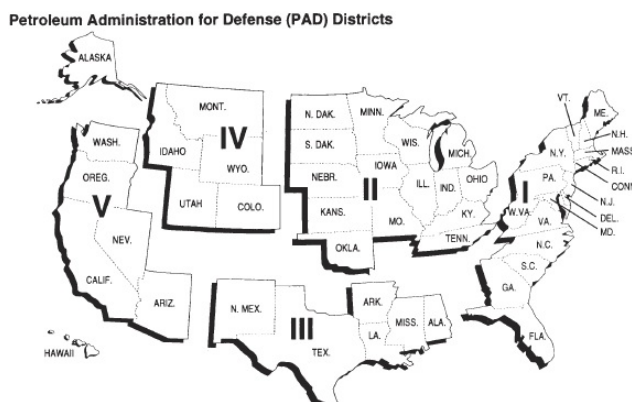 Petroleum Administration for Defense (PAD) Districts
ALASKA
WASH.
OREG.
V
NEV.
CALIF.
ARIZ.
HAWAII
MONT.
IV
IDAHO
WYO.
UTAH
COLO.
N. DAK.
MINN.
S. DAK.
WIS.
MICH.
NEBR.
IOWA
II
ILL.
IND.
OHIO
KANS.
MO.
KY.
OKLA.
TENN.
N. MEX.
III
TEX.
ARK.
LA.
MISS.
ALA.
VT.
ME.
N.H.
N.Y.
MASS
R.I.
CONN
PA.
I
N.J.
W.VA.
DEL.
VA.
MD.
N.C.
S.C.
GA.
FLA.